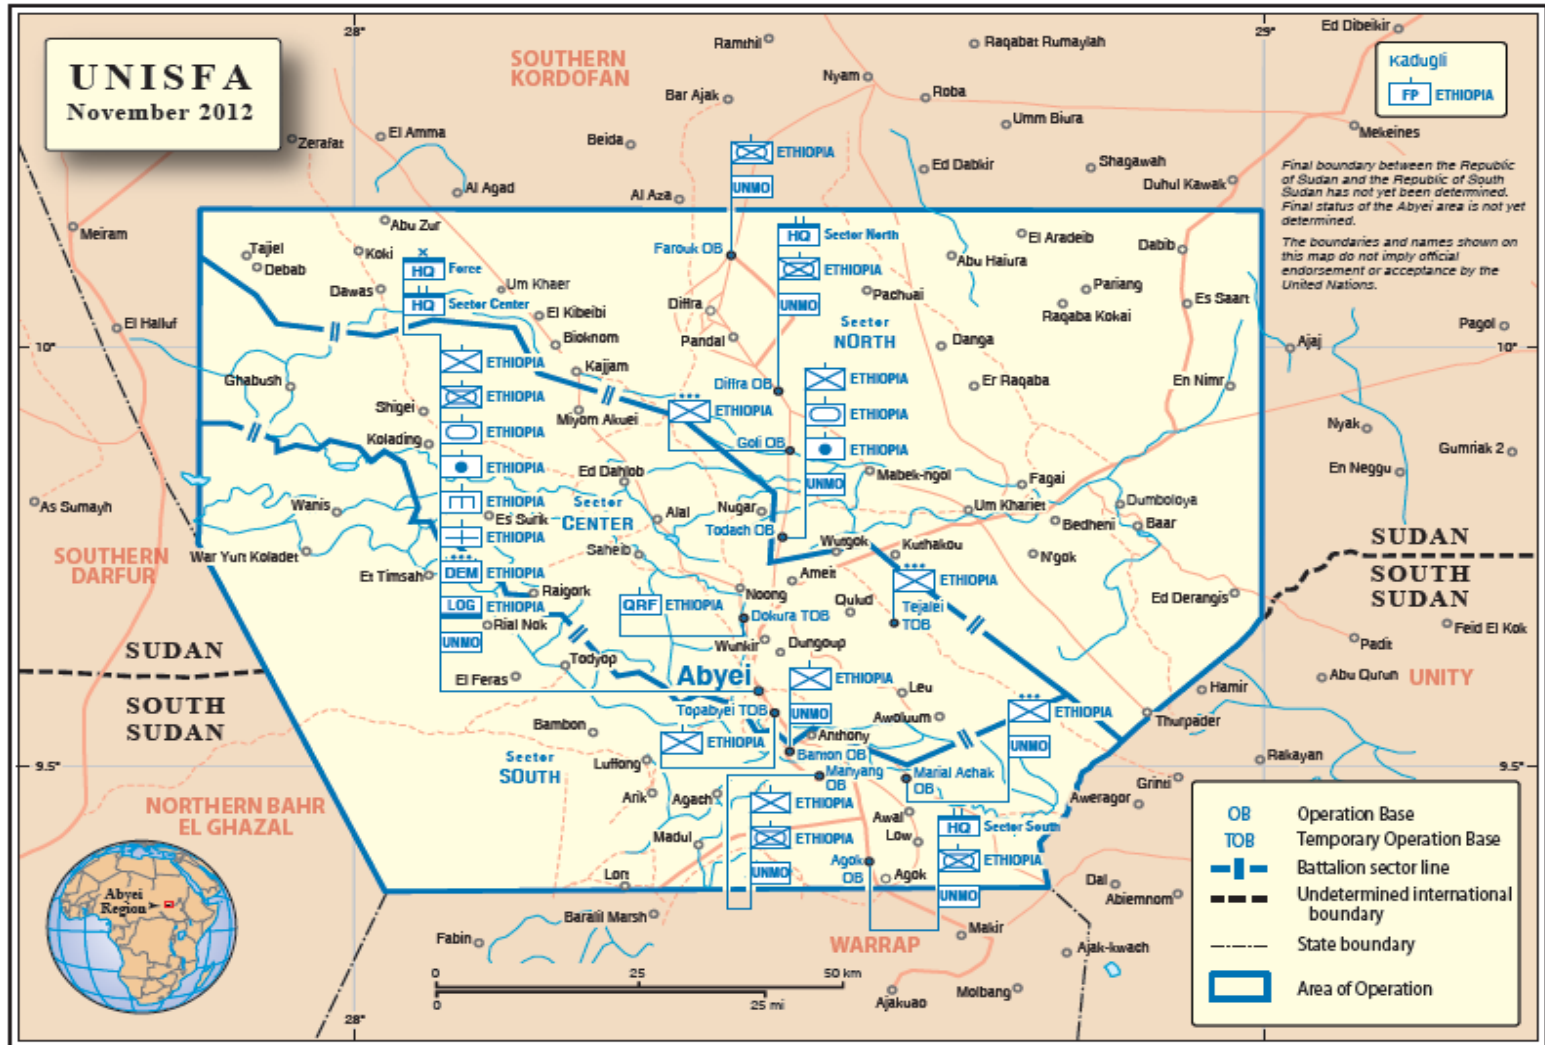 UNISFA
November 2012
28°
29°
SOUTHERN
KORDOFAN
Ramthil
Raqabat Rumaylah
Ed Dibeikir
Nyam
Bar Ajak
Roba
Kadugli
FP ETHIOPIA
Zerafat
El Amma
Beida
Umm Biura
Mekeines
ETHIOPIA
UNMO
Ed Dabkir
Shagawah
Duhul Kawak
Al Agad
Al Aza
Final boundary between the Republic
of Sudan and the Republic of South
Sudan has not yet been determined.
Final status of the Abyei area is not yet
determined.
The boundaries and names shown on
this map do not imply official
endorsement or acceptance by the
United Nations.
Meiram
Abu Zur
Tajiel
Debab
Koki
HQ Force
Dawas
HQ Sector Center
Um Khaer
El Kibeibi
Farouk OB
HQ Sector North
ETHIOPIA
UNMO
El Aradeib
Abu Haiura
Dabib
Pachuai
Pariang
Raqaba Kokai
Es Saart
El Halluf
Bioknom
Diffra
Pandal
Sector
NORTH
Danga
Ajaj
Pagol
10°
10°
Ghabush
ETHIOPIA
Kajjam
Diffra OB
ETHIOPIA
Er Raqaba
En Nimr
Shigei
ETHIOPIA
Miyom Akuei
ETHIOPIA
ETHIOPIA
Nyak
Kolading
ETHIOPIA
Goli OB
ETHIOPIA
Gumriak 2
ETHIOPIA
Ed Dahlob
UNMO
Mabek-ngol
Fagai
En Neggu
As Sumayh
Wanis
ETHIOPIA
Es Surik
Sector
CENTER
Alal
Nugar
Um Khariet
Dumboloya
Bedheni
Baar
ETHIOPIA
Todach OB
SOUTHERN
DARFUR
War Yun Koladet
Saheib
Wurgok
Kuthakou
N'gok
SUDAN
SOUTH
SUDAN
Et Timsah
DEM ETHIOPIA
Ameit
ETHIOPIA
Raigork
Noong
LOG ETHIOPIA
QRF ETHIOPIA
Dokura TOB
Qulud
Tejalei
TOB
Ed Derangis
Rial Nok
UNMO
Wunkir
Dungoup
Feid El Kok
Padit
SUDAN
SOUTH
SUDAN
Todyop
El Feras
Abyei
ETHIOPIA
UNMO
Leu
Hamir
Abu Qurun
UNITY
Topabyei TOB
Awoluum
ETHIOPIA
UNMO
Thurpader
Bambon
ETHIOPIA
Anthony
Banton OB
Sector
SOUTH
Luffong
Manyang
OB
Marial Achak
OB
Rakayan
9.5°
9.5°
Grinti
Aweragor
NORTHERN BAHR
EL GHAZAL
Arik
Agach
ETHIOPIA
Awal
Low
HQ Sector South
Madul
ETHIOPIA
ETHIOPIA
UNMO
Agok
OB
Agok
UNMO
Lort
Dal
Abiemnom
Abyei
Region
Baralil Marsh
Fabin
WARRAP
Makir
Ajak-kwach
Ajakuao
Molbang
0
25
50 km
0
25 mi
28°
29°
OB Operation Base
TOB Temporary Operation Base
Battalion sector line
Undetermined international
boundary
State boundary
Area of Operation